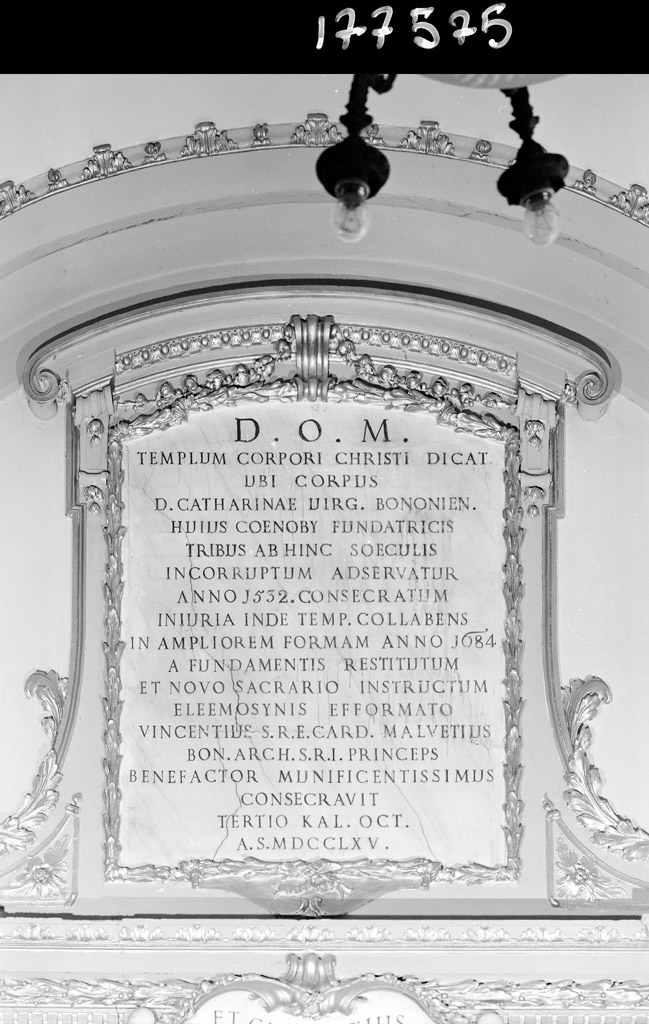 177575
D. O. M.
TEMPLUM CORPORI CHRISTI DICAT
UBI CORPUS
D. CATHARINAE UIRG. BONONIEN.
HUIUS COENOBY FUNDATRICIS
TRIBUS ABHINC SOECULIS
INCORRUPTUM ADSERVATUR
ANNO J532. CONSECRATUM
INIURIA INDE TEMP. COLLABENS
IN AMPLIOREM FORMAM ANNO J684
A FUNDAMENTIS RESTITUTUM
ET NOVO SACRARIO INSTRUCTUM
ELEEMOSYNIS EFFORMATO
VINCENTIUS S.R.E. CARD. MALVETIUS
BON. ARCH. S.R.I. PRINCEPS
BENEFACTOR MUNIFICENTISSIMUS
CONSECRAVIT
TERTIO KAL. OCT.
A.S. MDCCLXV.
ET